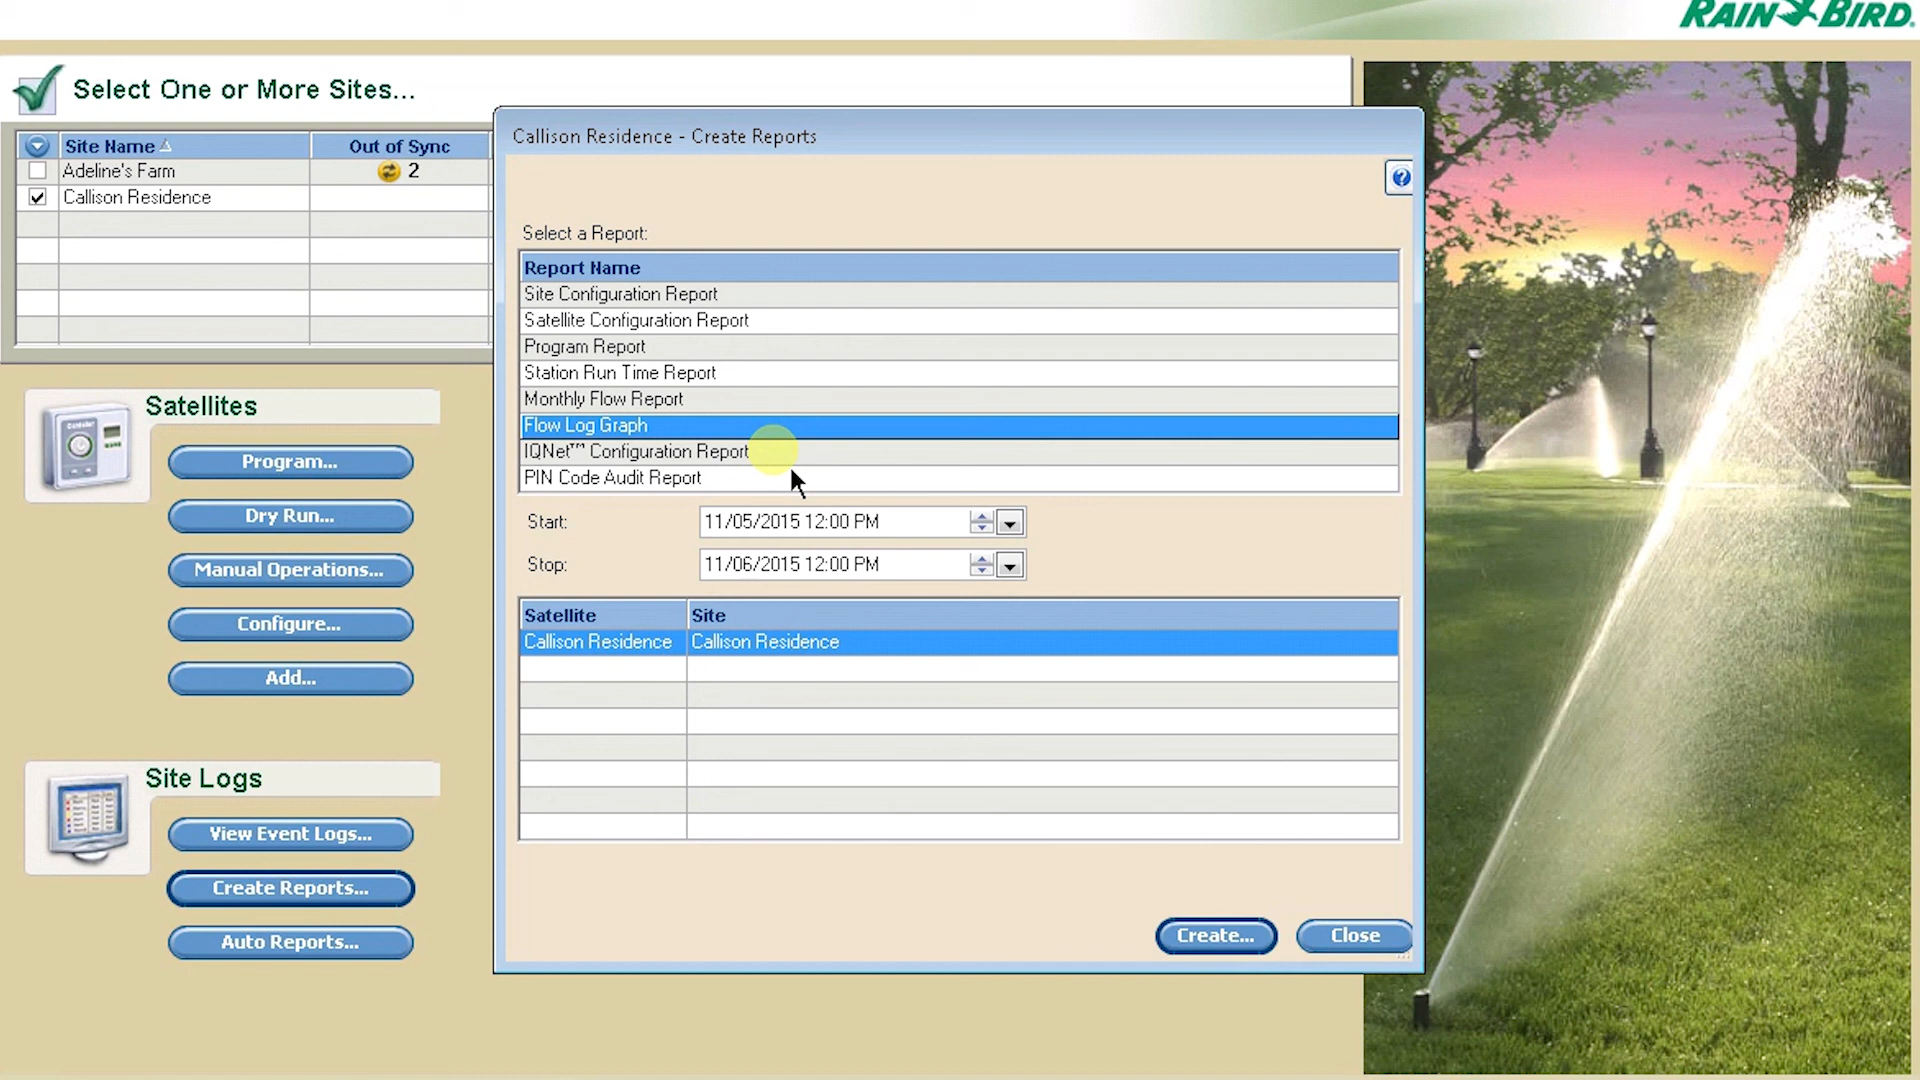 RAIN BIRD
Select One or More Sites...
Site Name Out of Sync
Adeline's Farm 2
Callison Residence
Satellites
Program...
Dry Run...
Manual Operations...
Configure...
Add...
Site Logs
View Event Logs...
Create Reports...
Auto Reports...
Callison Residence - Create Reports
?
Select a Report:
Report Name
Site Configuration Report
Satellite Configuration Report
Program Report
Station Run Time Report
Monthly Flow Report
Flow Log Graph
IQNet™ Configuration Report
PIN Code Audit Report
Start: 11/05/2015 12:00 PM
Stop: 11/06/2015 12:00 PM
Satellite Site
Callison Residence Callison Residence
Create... Close